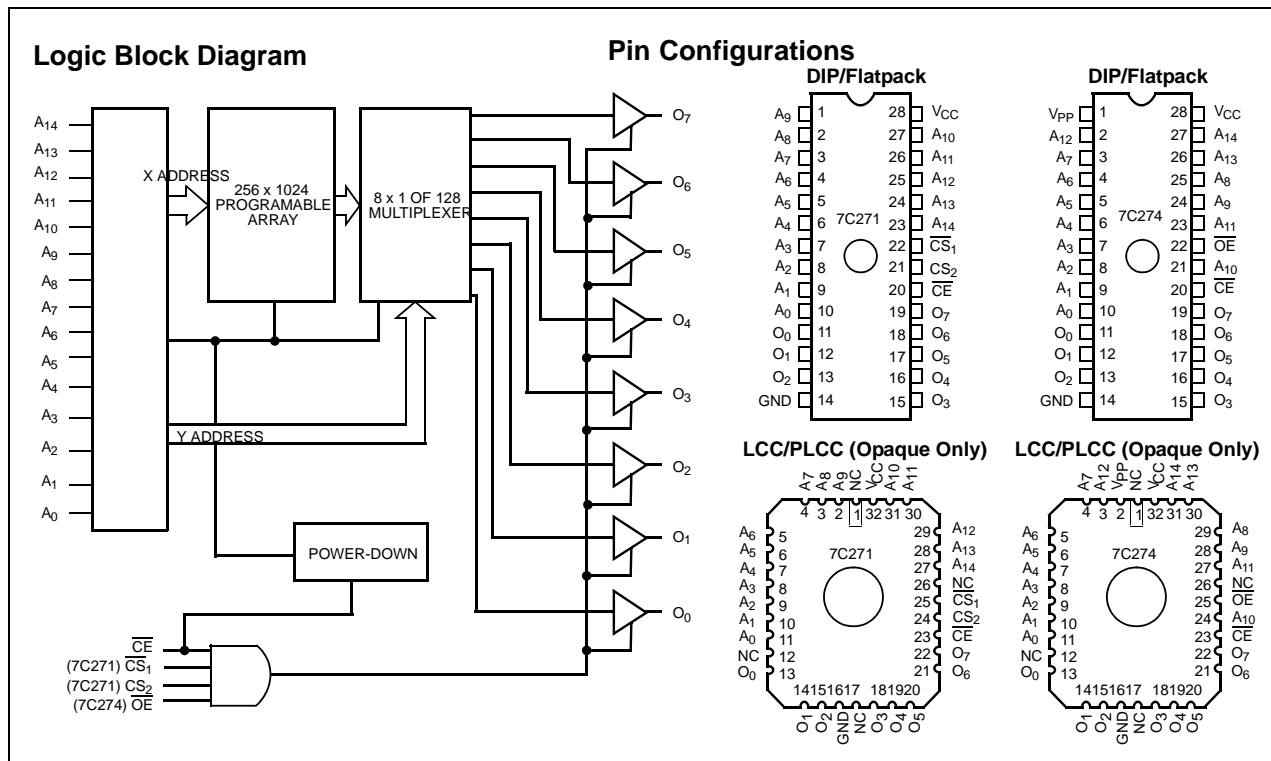 Logic Block Diagram
A14
A13
A12
A11
A10
A9
A8
A7
A6
A5
A4
A3
A2
A1
A0
X ADDRESS
Y ADDRESS
256 x 1024
PROGRAMABLE
ARRAY
8 x 1 OF 128
MULTIPLEXER
POWER-DOWN
O7
O6
O5
O4
O3
O2
O1
O0
C̅E̅
(7C271) C̅S̅1
(7C271) CS2
(7C274) O̅E̅
Pin Configurations
DIP/Flatpack
A9 1 28 VCC
A8 2 27 A10
A7 3 26 A11
A6 4 25 A12
A5 5 24 A13
A4 6 7C271 23 A14
A3 7 22 C̅S̅1
A2 8 21 CS2
A1 9 20 C̅E̅
A0 10 19 O7
O0 11 18 O6
O1 12 17 O5
O2 13 16 O4
GND 14 15 O3
DIP/Flatpack
VPP 1 28 VCC
A12 2 27 A14
A7 3 26 A13
A6 4 25 A8
A5 5 24 A9
A4 6 7C274 23 A11
A3 7 22 O̅E̅
A2 8 21 A10
A1 9 20 C̅E̅
A0 10 19 O7
O0 11 18 O6
O1 12 17 O5
O2 13 16 O4
GND 14 15 O3
LCC/PLCC (Opaque Only)
A7 A8 A9 NC VCC A10 A11
4 3 2 1 32 31 30
A6 5 29 A12
A5 6 7C271 28 A13
A4 7 27 A14
A3 8 26 NC
A2 9 25 C̅S̅1
A1 10 24 CS2
A0 11 23 C̅E̅
NC 12 22 O7
O0 13 21 O6
14 15 16 17 18 19 20
O1 O2 GND NC O3 O4 O5
LCC/PLCC (Opaque Only)
A7 A12 VPP NC VCC A14 A13
4 3 2 1 32 31 30
A6 5 29 A8
A5 6 7C274 28 A9
A4 7 27 A11
A3 8 26 NC
A2 9 25 O̅E̅
A1 10 24 A10
A0 11 23 C̅E̅
NC 12 22 O7
O0 13 21 O6
14 15 16 17 18 19 20
O1 O2 GND NC O3 O4 O5